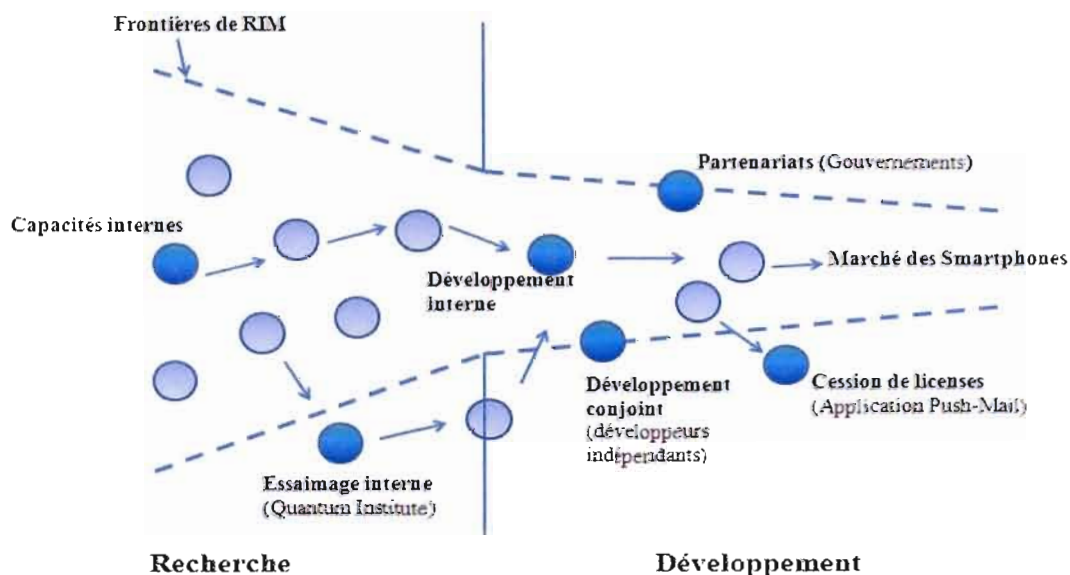 Frontières de RIM
Partenariats (Gouvernements)
Capacités internes
Marché des Smartphones
Développement
interne
Développement
conjoint
(développeurs
indépendants)
Cession de licenses
(Application Push-Mail)
Essaimage interne
(Quantum Institute)
Recherche
Développement